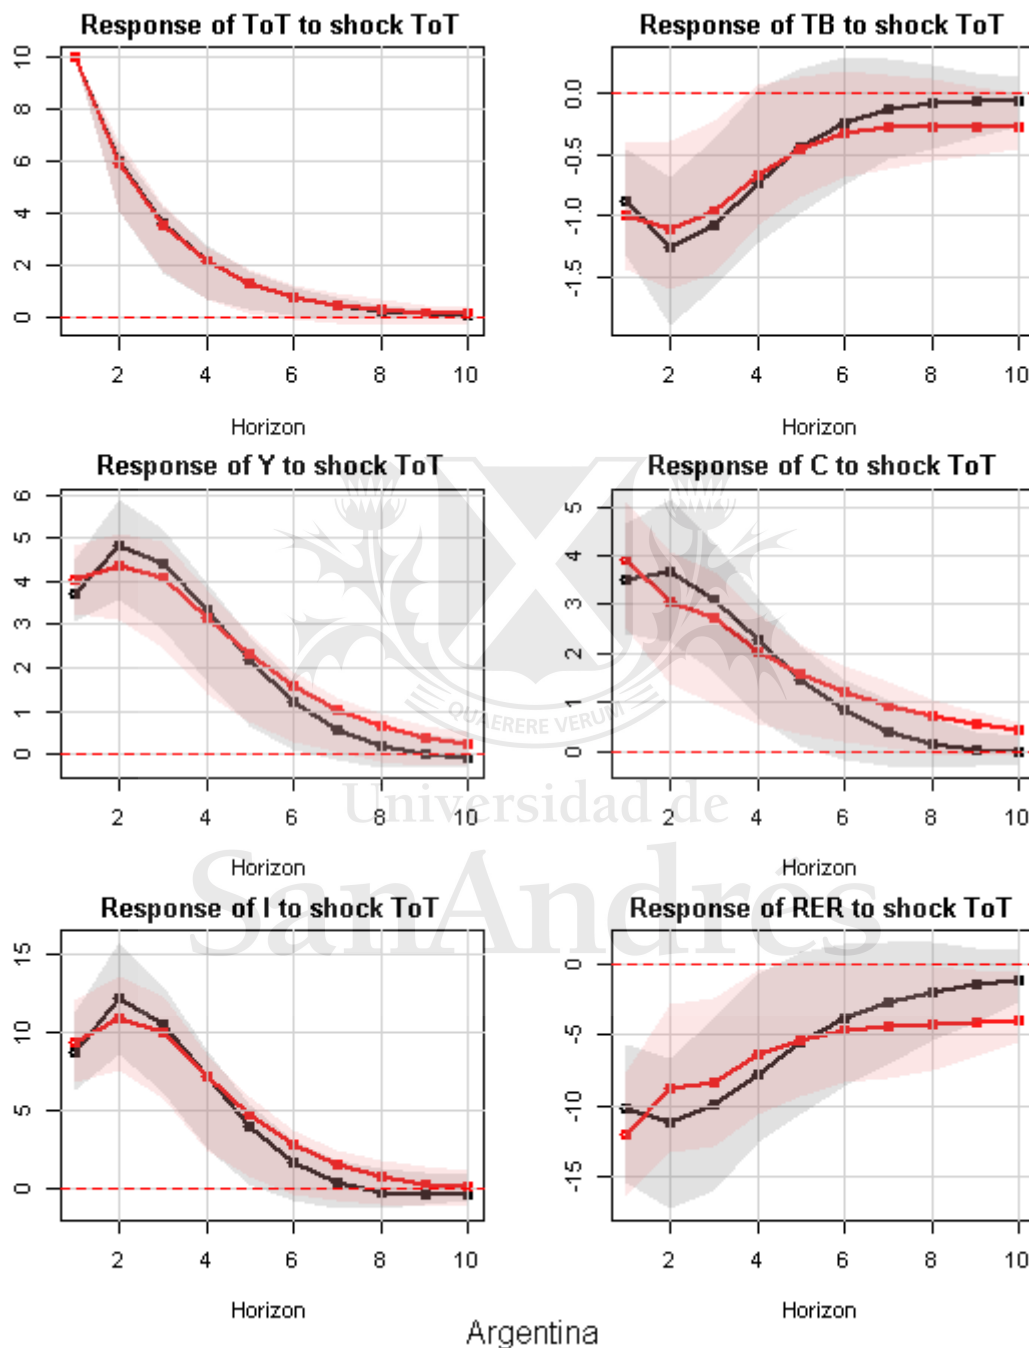 Response of ToT to shock ToT
10
8
6
4
2
0
2 4 6 8 10
Horizon
Response of TB to shock ToT
0.0
-0.5
-1.0
-1.5
2 4 6 8 10
Horizon
Response of Y to shock ToT
6
5
4
3
2
1
0
2 4 6 8 10
Horizon
Response of C to shock ToT
5
4
3
2
1
0
2 4 6 8 10
Horizon
QUAERERE VERUM
Universidad de
SanAndrés
Response of I to shock ToT
15
10
5
0
2 4 6 8 10
Horizon
Response of RER to shock ToT
0
-5
-10
-15
2 4 6 8 10
Horizon
Argentina